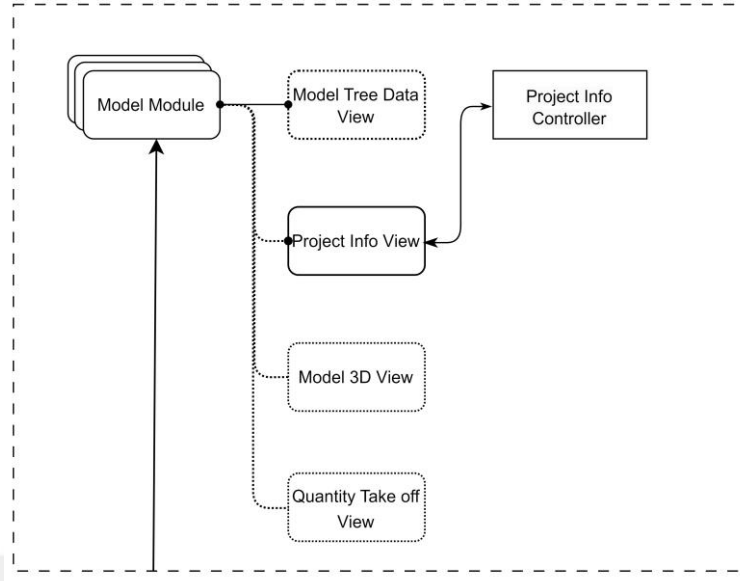 Model Module
Model Tree Data
View
Project Info
Controller
Project Info View
Model 3D View
Quantity Take off
View